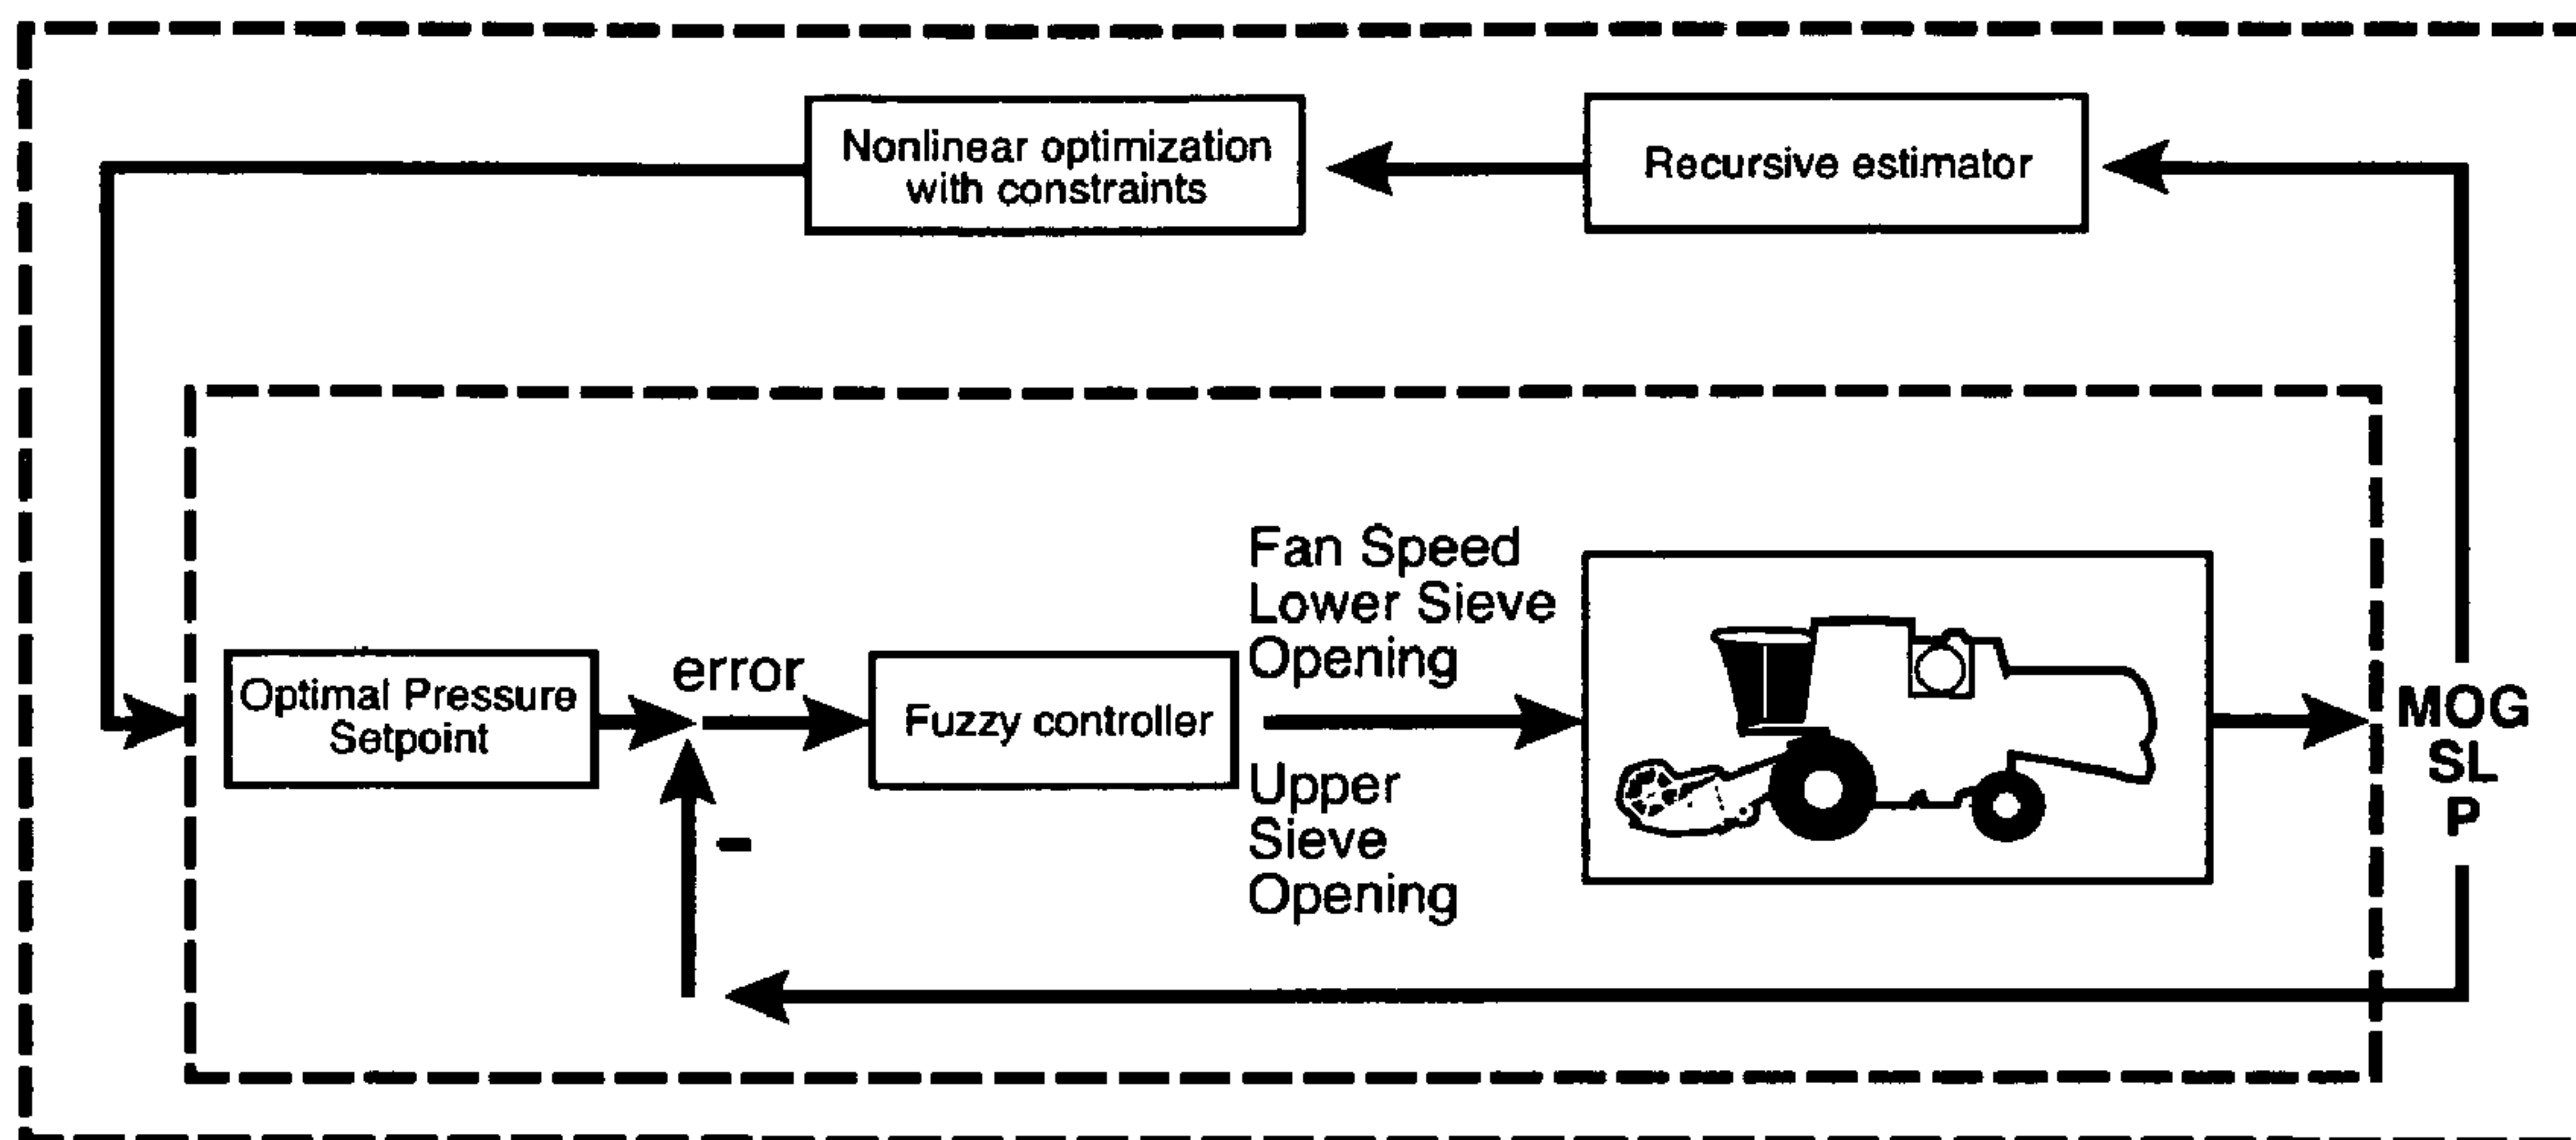 Nonlinear optimization
with constraints
Recursive estimator
Optimal Pressure
Setpoint
error
-
Fuzzy controller
Fan Speed
Lower Sieve
Opening
Upper
Sieve
Opening
MOG
SL
P